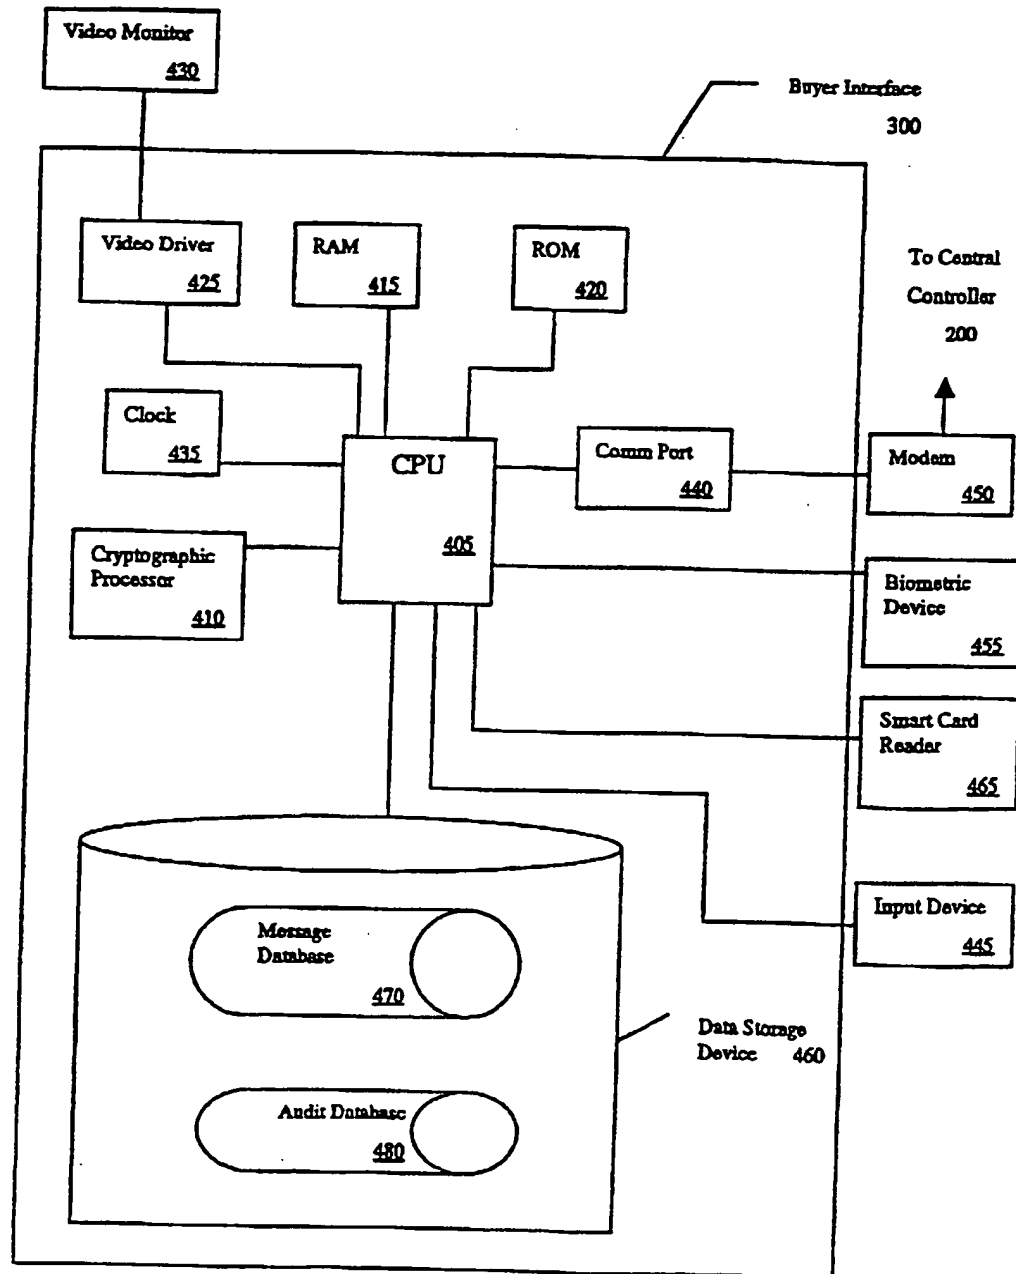 Video Monitor
430
Buyer Interface
300
Video Driver
425
RAM
415
ROM
420
To Central
Controller
200
Clock
435
CPU
405
Comm Port
440
Modem
450
Cryptographic
Processor
410
Biometric
Device
455
Smart Card
Reader
465
Input Device
445
Message
Database
470
Data Storage
Device 460
Audit Database
480